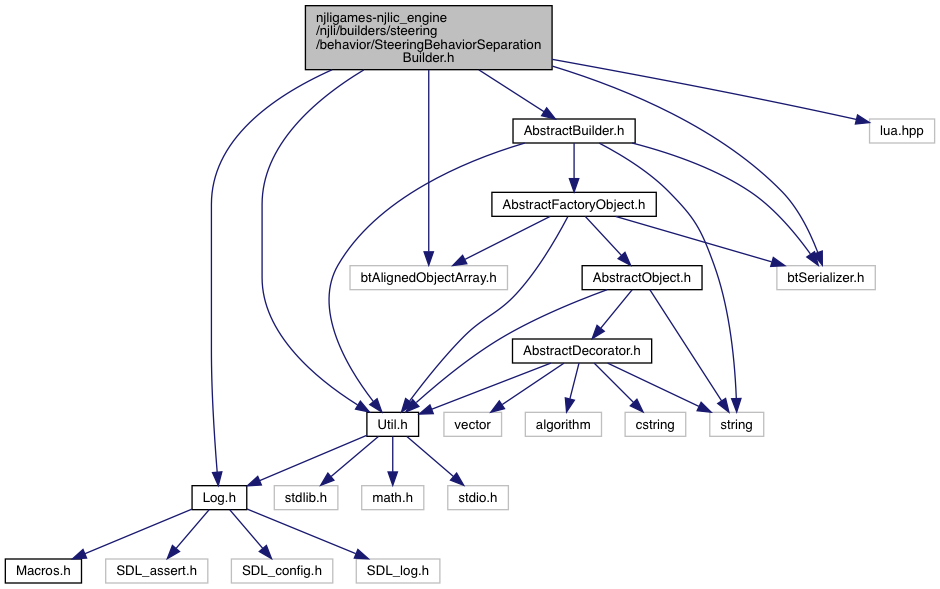 njligames-njlic_engine
/njli/builders/steering
/behavior/SteeringBehaviorSeparation
Builder.h
AbstractBuilder.h
lua.hpp
AbstractFactoryObject.h
btAlignedObjectArray.h
AbstractObject.h
btSerializer.h
AbstractDecorator.h
Util.h
vector
algorithm
cstring
string
Log.h
stdlib.h
math.h
stdio.h
Macros.h
SDL_assert.h
SDL_config.h
SDL_log.h